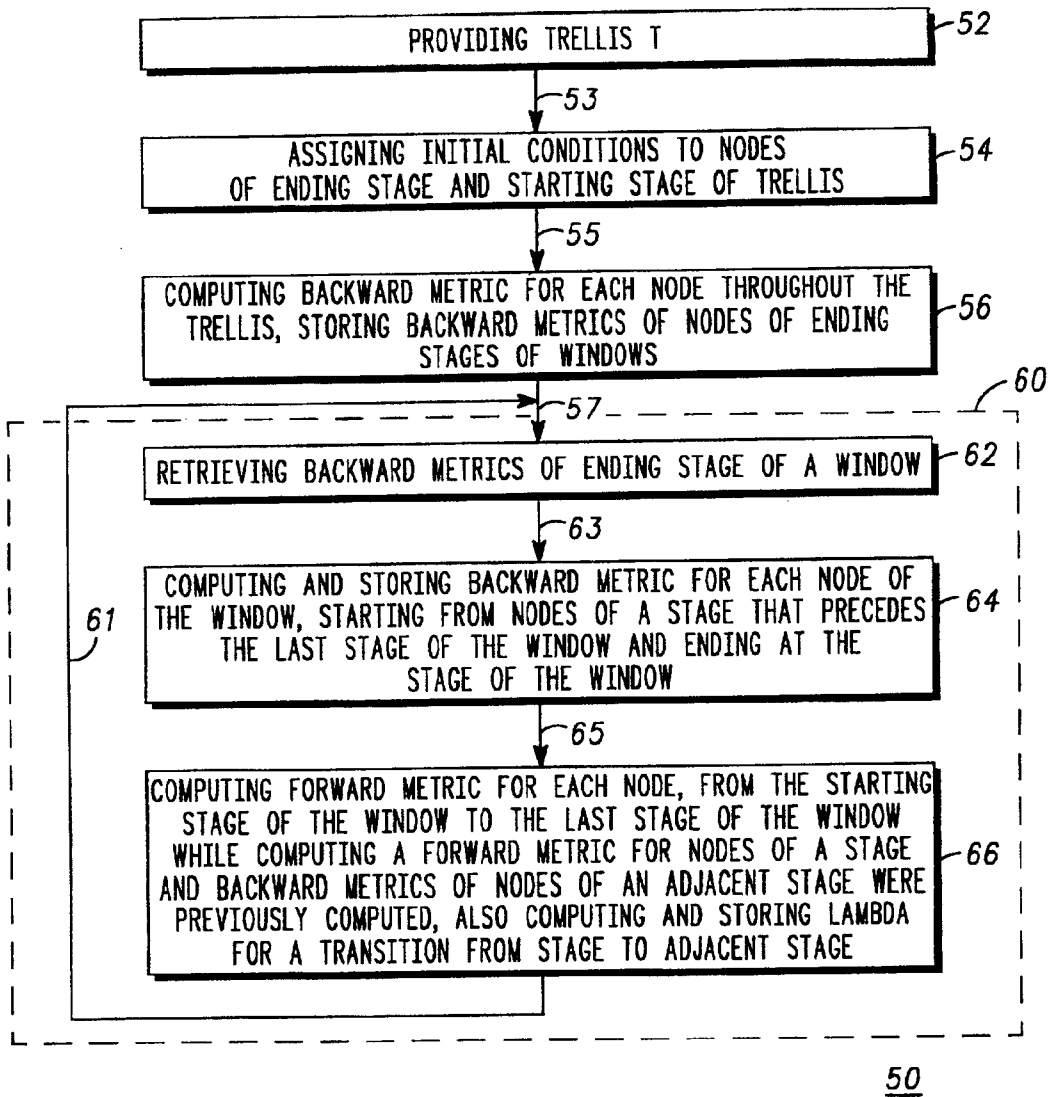 PROVIDING TRELLIS T
52
53
ASSIGNING INITIAL CONDITIONS TO NODES
OF ENDING STAGE AND STARTING STAGE OF TRELLIS
54
55
COMPUTING BACKWARD METRIC FOR EACH NODE THROUGHOUT THE
TRELLIS, STORING BACKWARD METRICS OF NODES OF ENDING
STAGES OF WINDOWS
56
57
60
RETRIEVING BACKWARD METRICS OF ENDING STAGE OF A WINDOW
62
63
COMPUTING AND STORING BACKWARD METRIC FOR EACH NODE OF
THE WINDOW, STARTING FROM NODES OF A STAGE THAT PRECEDES
THE LAST STAGE OF THE WINDOW AND ENDING AT THE
STAGE OF THE WINDOW
64
61
65
COMPUTING FORWARD METRIC FOR EACH NODE, FROM THE STARTING
STAGE OF THE WINDOW TO THE LAST STAGE OF THE WINDOW
WHILE COMPUTING A FORWARD METRIC FOR NODES OF A STAGE
AND BACKWARD METRICS OF NODES OF AN ADJACENT STAGE WERE
PREVIOUSLY COMPUTED, ALSO COMPUTING AND STORING LAMBDA
FOR A TRANSITION FROM STAGE TO ADJACENT STAGE
66
50